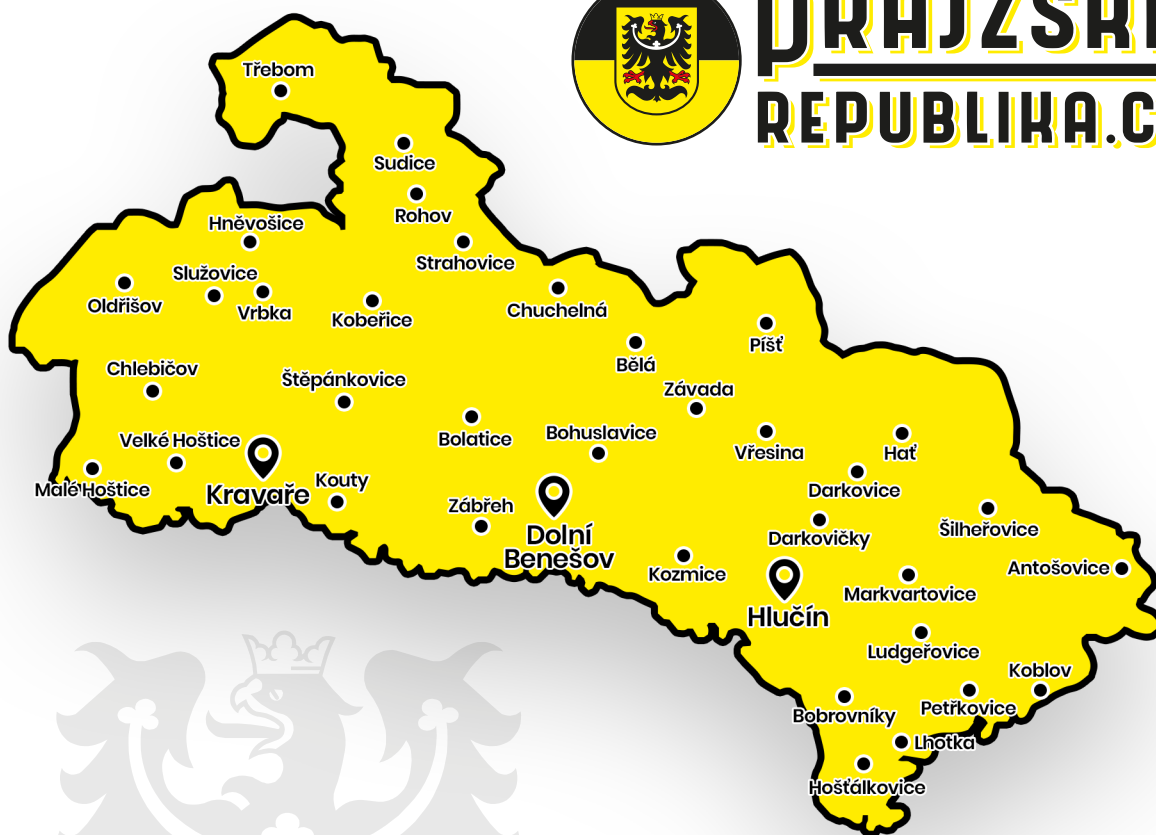 PRAJZSK
REPUBLIKA.C
Třebom
Sudice
Rohov
Hněvošice
Strahovice
Služovice
Oldřišov
Vrbka
Kobeřice
Chuchelná
Píšť
Bělá
Chlebičov
Štěpánkovice
Závada
Velké Hoštice
Bolatice
Bohuslavice
Vřesina
Hať
Malé Hoštice
Kravaře
Kouty
Darkovice
Zábřeh
Dolní
Benešov
Šilheřovice
Darkovičky
Kozmice
Antošovice
Markvartovice
Hlučín
Ludgeřovice
Koblov
Petřkovice
Bobrovníky
Lhotka
Hošťálkovice